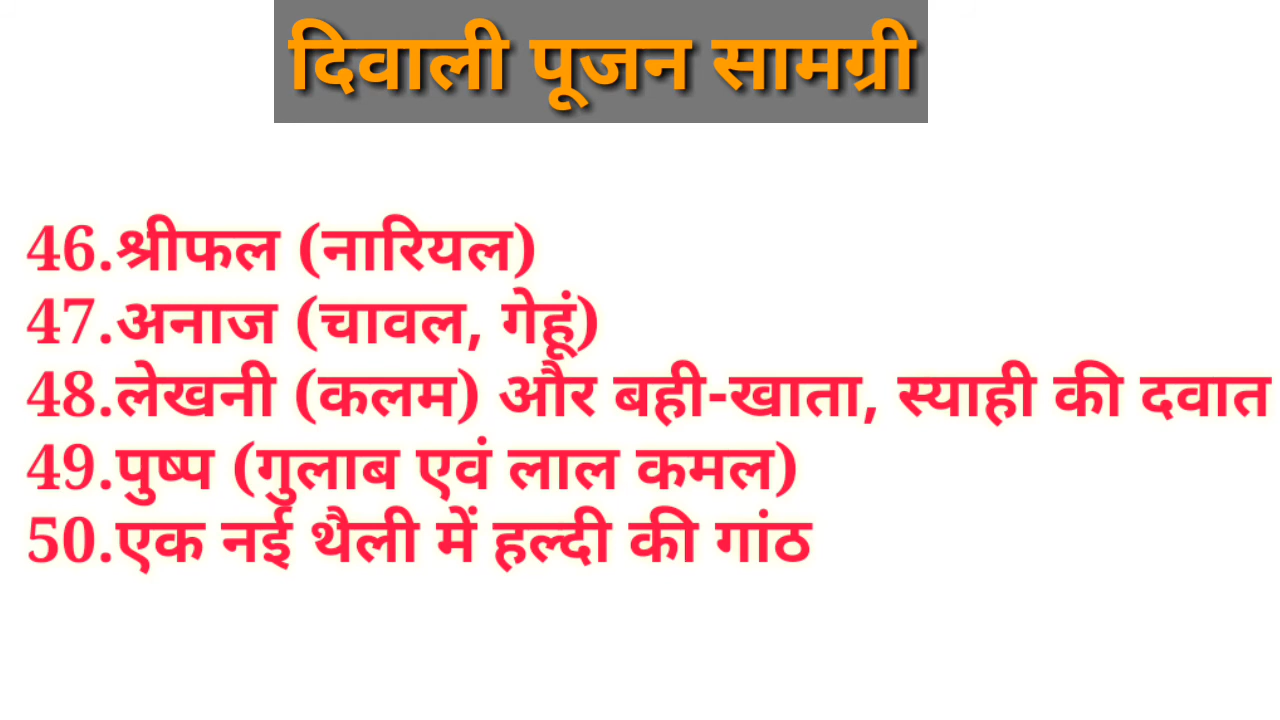 दिवाली पूजन सामग्री
46.श्रीफल (नारियल)
47.अनाज (चावल, गेहूं)
48.लेखनी (कलम) और बही-खाता, स्याही की दवात
49.पुष्प (गुलाब एवं लाल कमल)
50.एक नई थैली में हल्दी की गांठ